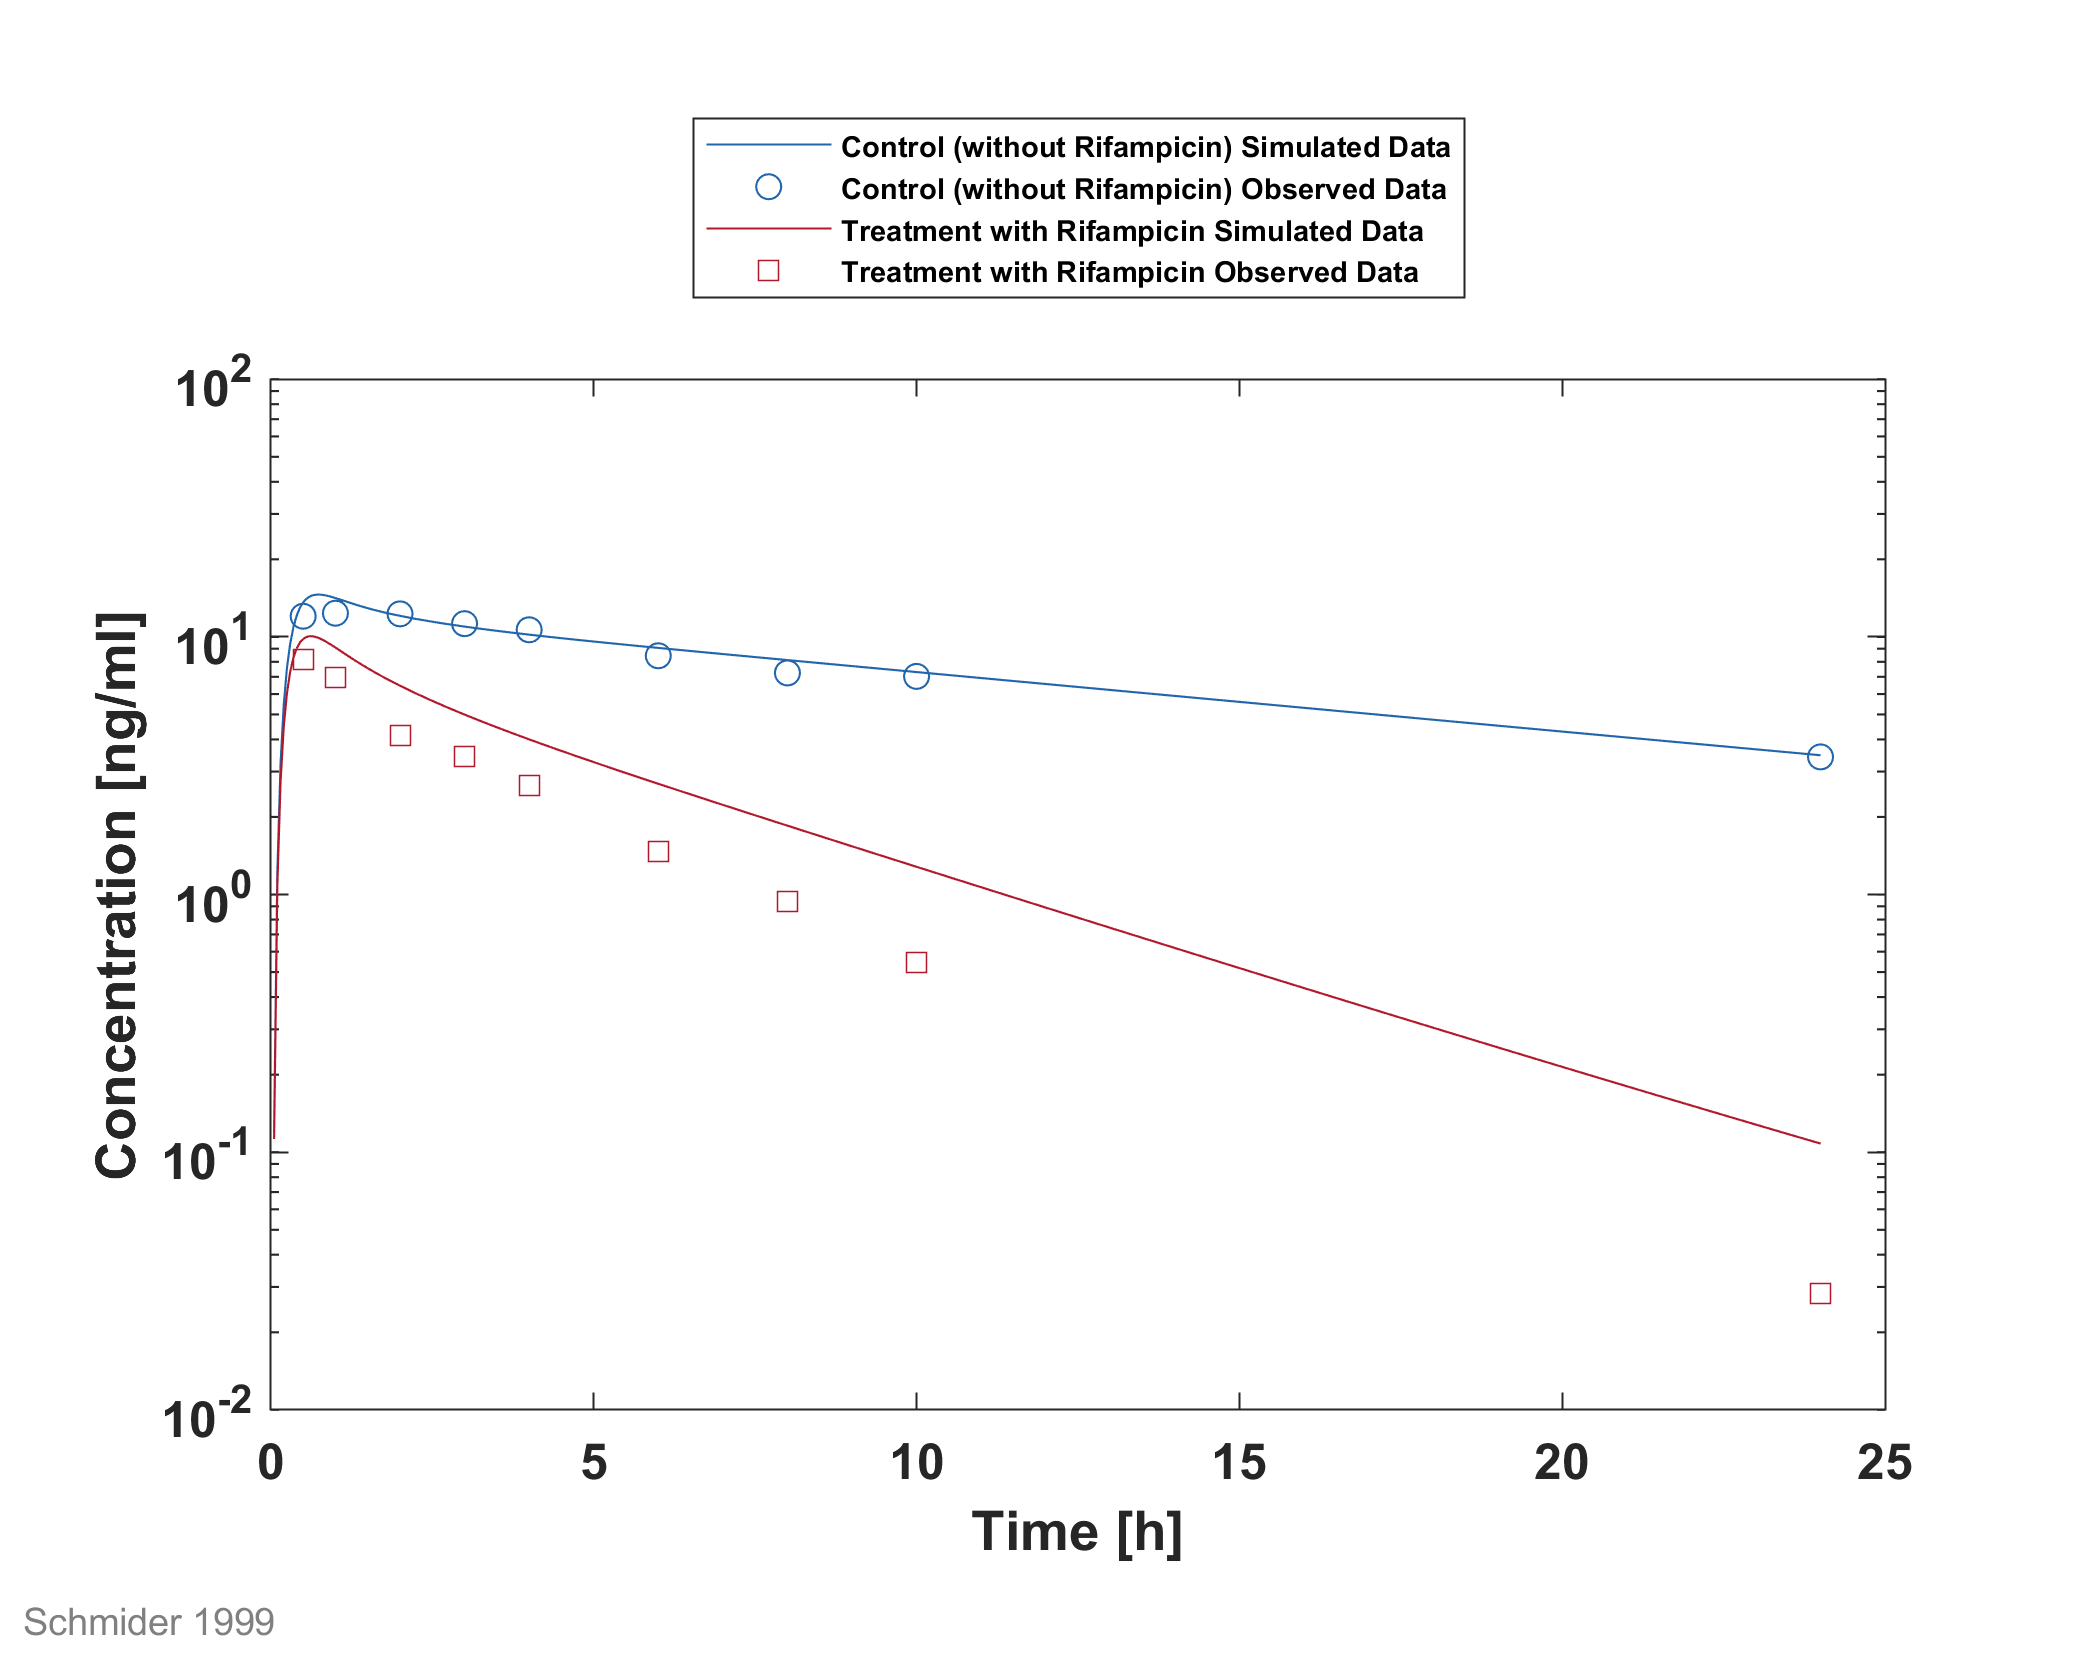 Control (without Rifampicin) Simulated Data
Control (without Rifampicin) Observed Data
Treatment with Rifampicin Simulated Data
Treatment with Rifampicin Observed Data
10^2
10^1
10^0
10^-1
10^-2
Concentration [ng/ml]
0 5 10 15 20 25
Time [h]
Schmider 1999